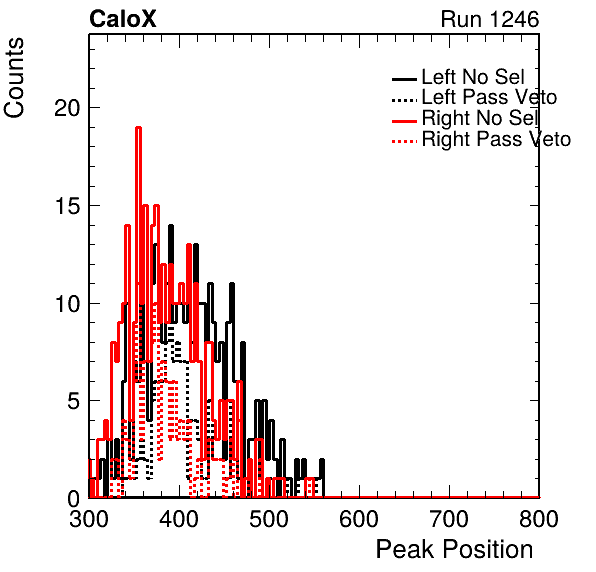 CaloX Run 1246
Counts
Left No Sel
Left Pass Veto
Right No Sel
Right Pass Veto
20
15
10
5
0
300 400 500 600 700 800
Peak Position